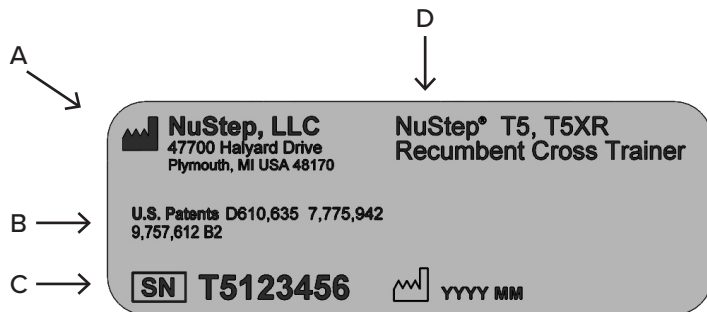 D
A
NuStep, LLC
47700 Halyard Drive
Plymouth, MI USA 48170
NuStep® T5, T5XR
Recumbent Cross Trainer
B
U.S. Patents D610,635 7,775,942
9,757,612 B2
C
SN T5123456
YYYY MM